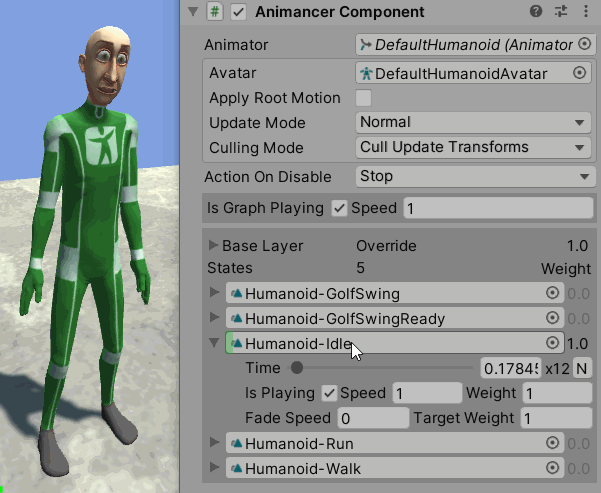 # Animancer Component
Animator DefaultHumanoid (Animator
Avatar DefaultHumanoidAvatar
Apply Root Motion
Update Mode Normal
Culling Mode Cull Update Transforms
Action On Disable Stop
Is Graph Playing Speed 1
Base Layer Override 1.0
States 5 Weight
Humanoid-GolfSwing 0.0
Humanoid-GolfSwingReady 0.0
Humanoid-Idle 1.0
Time 0.1784 x12 N
Is Playing Speed 1 Weight 1
Fade Speed 0 Target Weight 1
Humanoid-Run 0.0
Humanoid-Walk 0.0